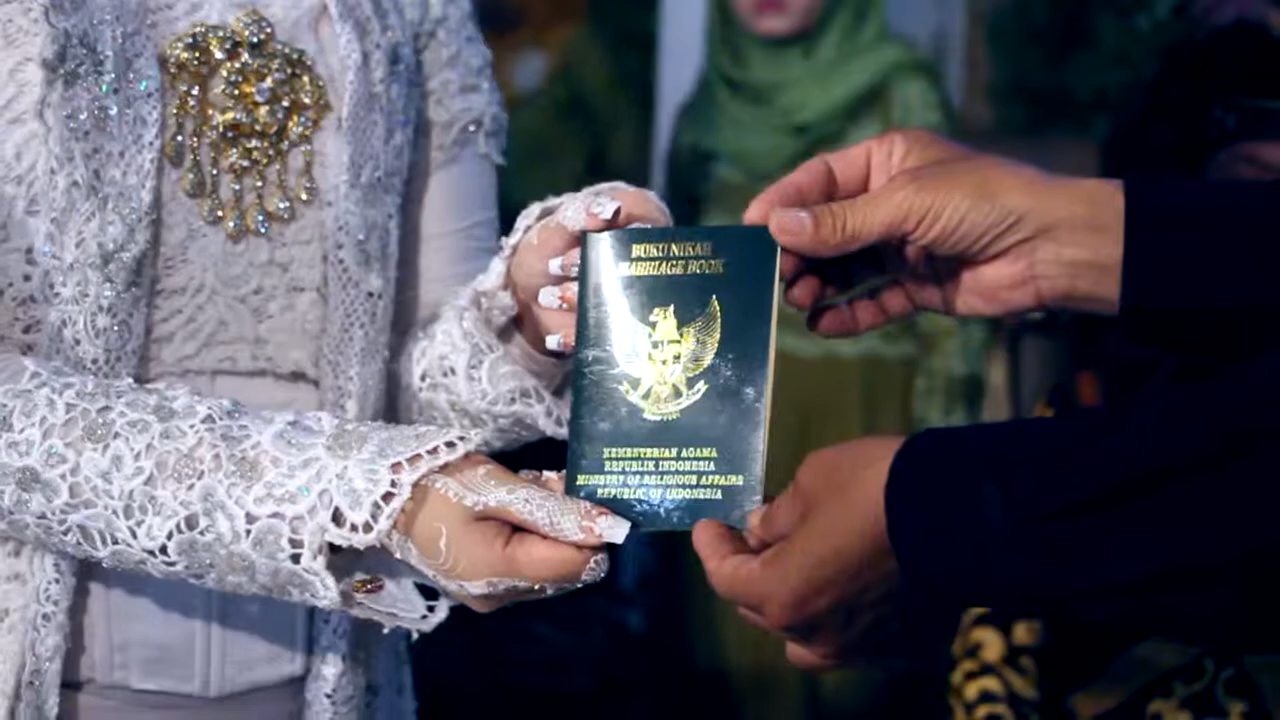 BUKU NIKAH
MARRIAGE BOOK
KEMENTERIAN AGAMA
REPUBLIK INDONESIA
MINISTRY OF RELIGIOUS AFFAIRS
REPUBLIC OF INDONESIA